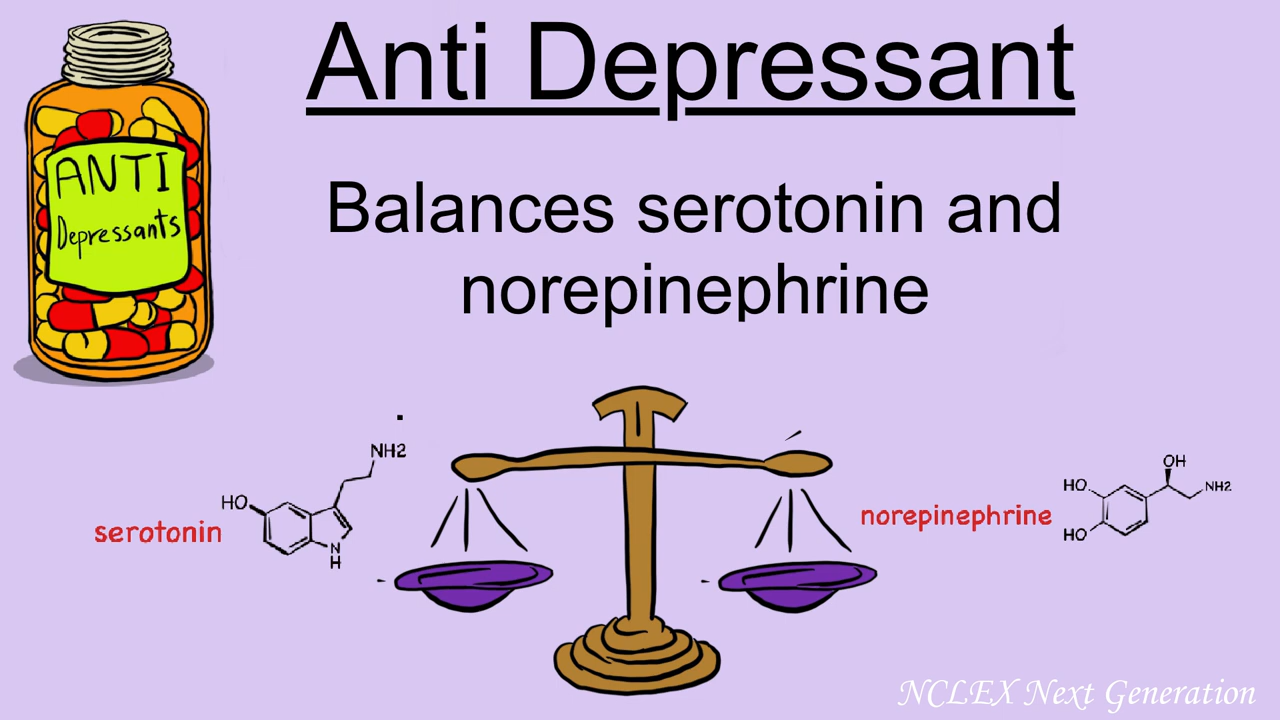 Anti Depressant
ANTI
Depressants
Balances serotonin and
norepinephrine
serotonin
HO
NH2
N
H
norepinephrine
OH
HO
NH2
HO
NCLEX Next Generation